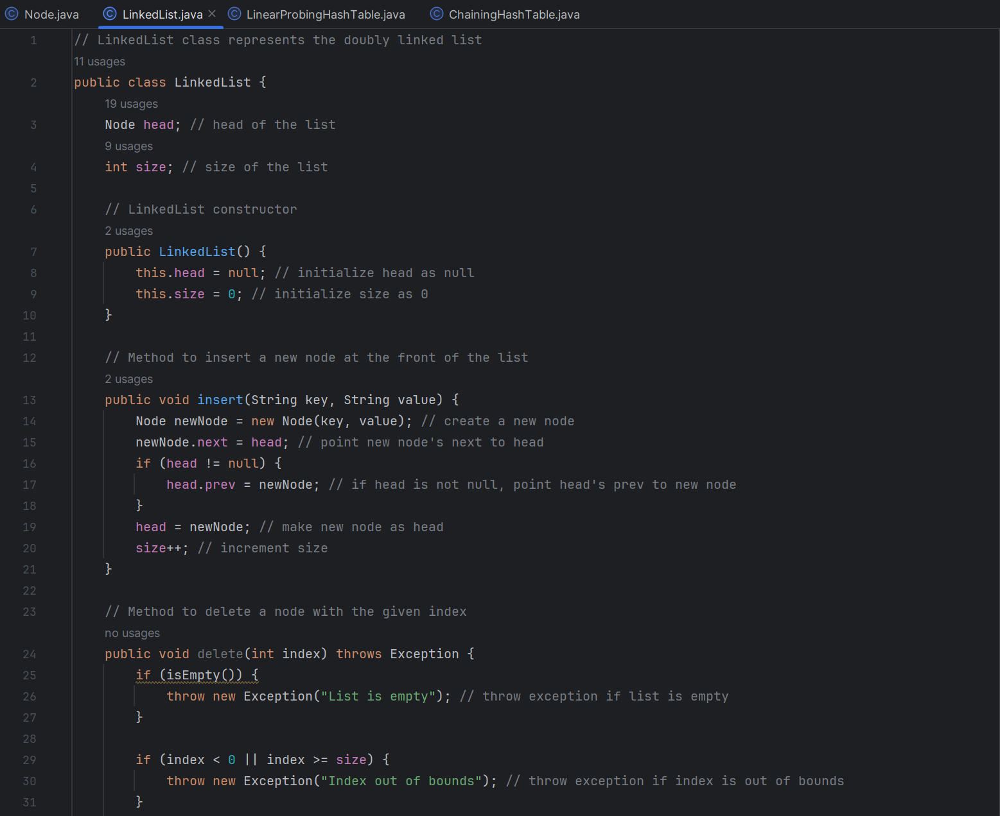 Node.java LinkedList.java LinearProbingHashTable.java ChainingHashTable.java
1 // LinkedList class represents the doubly linked list
11 usages
2 public class LinkedList {
19 usages
3 Node head; // head of the list
9 usages
4 int size; // size of the list
5
6 // LinkedList constructor
2 usages
7 public LinkedList() {
8 this.head = null; // initialize head as null
9 this.size = 0; // initialize size as 0
10 }
11
12 // Method to insert a new node at the front of the list
2 usages
13 public void insert(String key, String value) {
14 Node newNode = new Node(key, value); // create a new node
15 newNode.next = head; // point new node's next to head
16 if (head != null) {
17 head.prev = newNode; // if head is not null, point head's prev to new node
18 }
19 head = newNode; // make new node as head
20 size++; // increment size
21 }
22
23 // Method to delete a node with the given index
no usages
24 public void delete(int index) throws Exception {
25 if (isEmpty()) {
26 throw new Exception("List is empty"); // throw exception if list is empty
27 }
28
29 if (index < 0 || index >= size) {
30 throw new Exception("Index out of bounds"); // throw exception if index is out of bounds
31 }